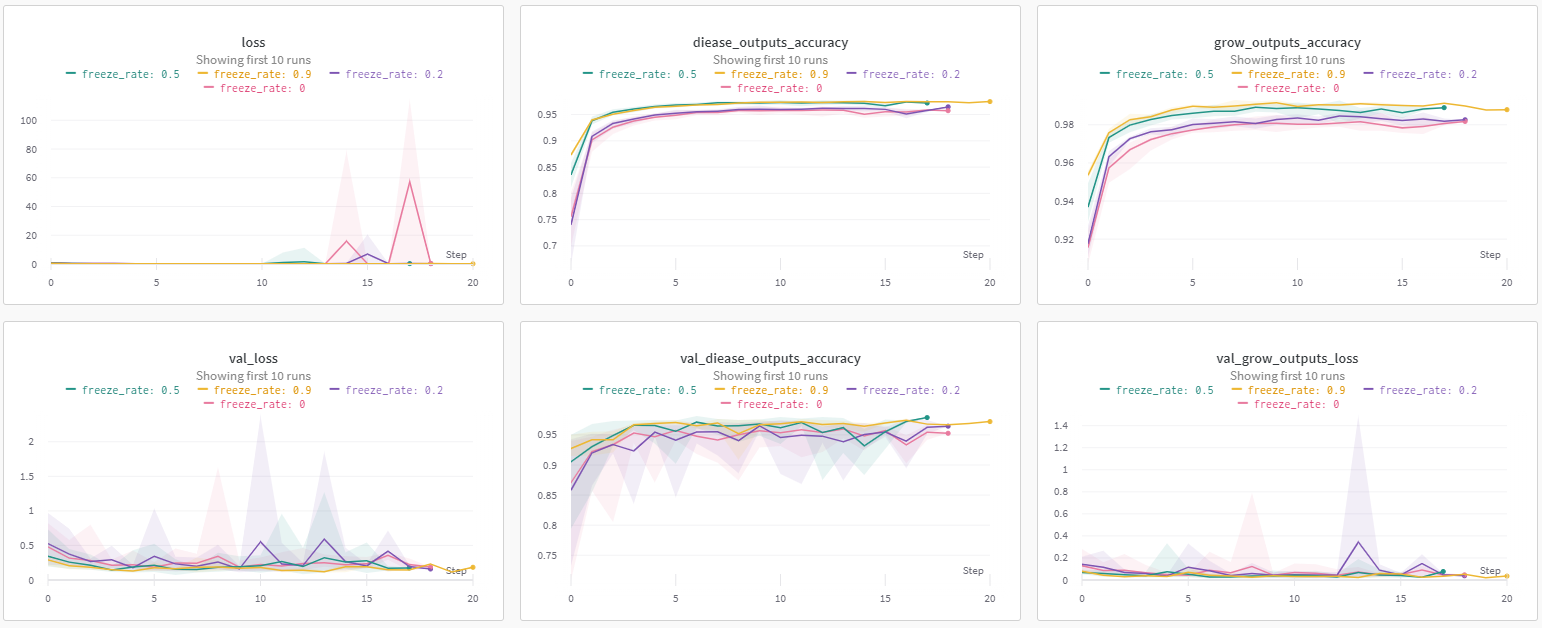 loss
Showing first 10 runs
freeze_rate: 0.5 freeze_rate: 0.9 freeze_rate: 0.2
freeze_rate: 0
100
80
60
40
20
0
Step
0 5 10 15 20
diease_outputs_accuracy
Showing first 10 runs
freeze_rate: 0.5 freeze_rate: 0.9 freeze_rate: 0.2
freeze_rate: 0
0.95
0.9
0.85
0.8
0.75
0.7
Step
0 5 10 15 20
grow_outputs_accuracy
Showing first 10 runs
freeze_rate: 0.5 freeze_rate: 0.9 freeze_rate: 0.2
freeze_rate: 0
0.98
0.96
0.94
0.92
Step
0 5 10 15 20
val_loss
Showing first 10 runs
freeze_rate: 0.5 freeze_rate: 0.9 freeze_rate: 0.2
freeze_rate: 0
2
1.5
1
0.5
0
Step
0 5 10 15 20
val_diease_outputs_accuracy
Showing first 10 runs
freeze_rate: 0.5 freeze_rate: 0.9 freeze_rate: 0.2
freeze_rate: 0
0.95
0.9
0.85
0.8
0.75
Step
0 5 10 15 20
val_grow_outputs_loss
Showing first 10 runs
freeze_rate: 0.5 freeze_rate: 0.9 freeze_rate: 0.2
freeze_rate: 0
1.4
1.2
1
0.8
0.6
0.4
0.2
0
Step
0 5 10 15 20